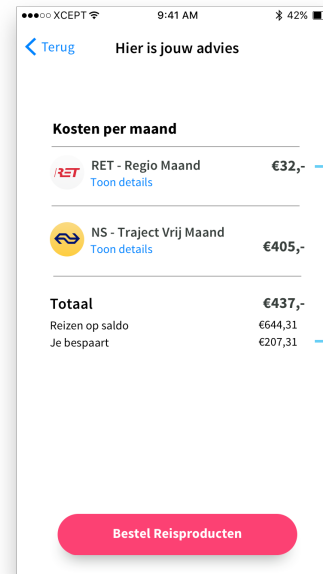 XCEPT 9:41 AM 42%
Terug Hier is jouw advies
Kosten per maand
RET RET - Regio Maand €32,-
Toon details
NS - Traject Vrij Maand
€405,-
Toon details
Totaal €437,-
Reizen op saldo €644,31
Je bespaart €207,31
Bestel Reisproducten